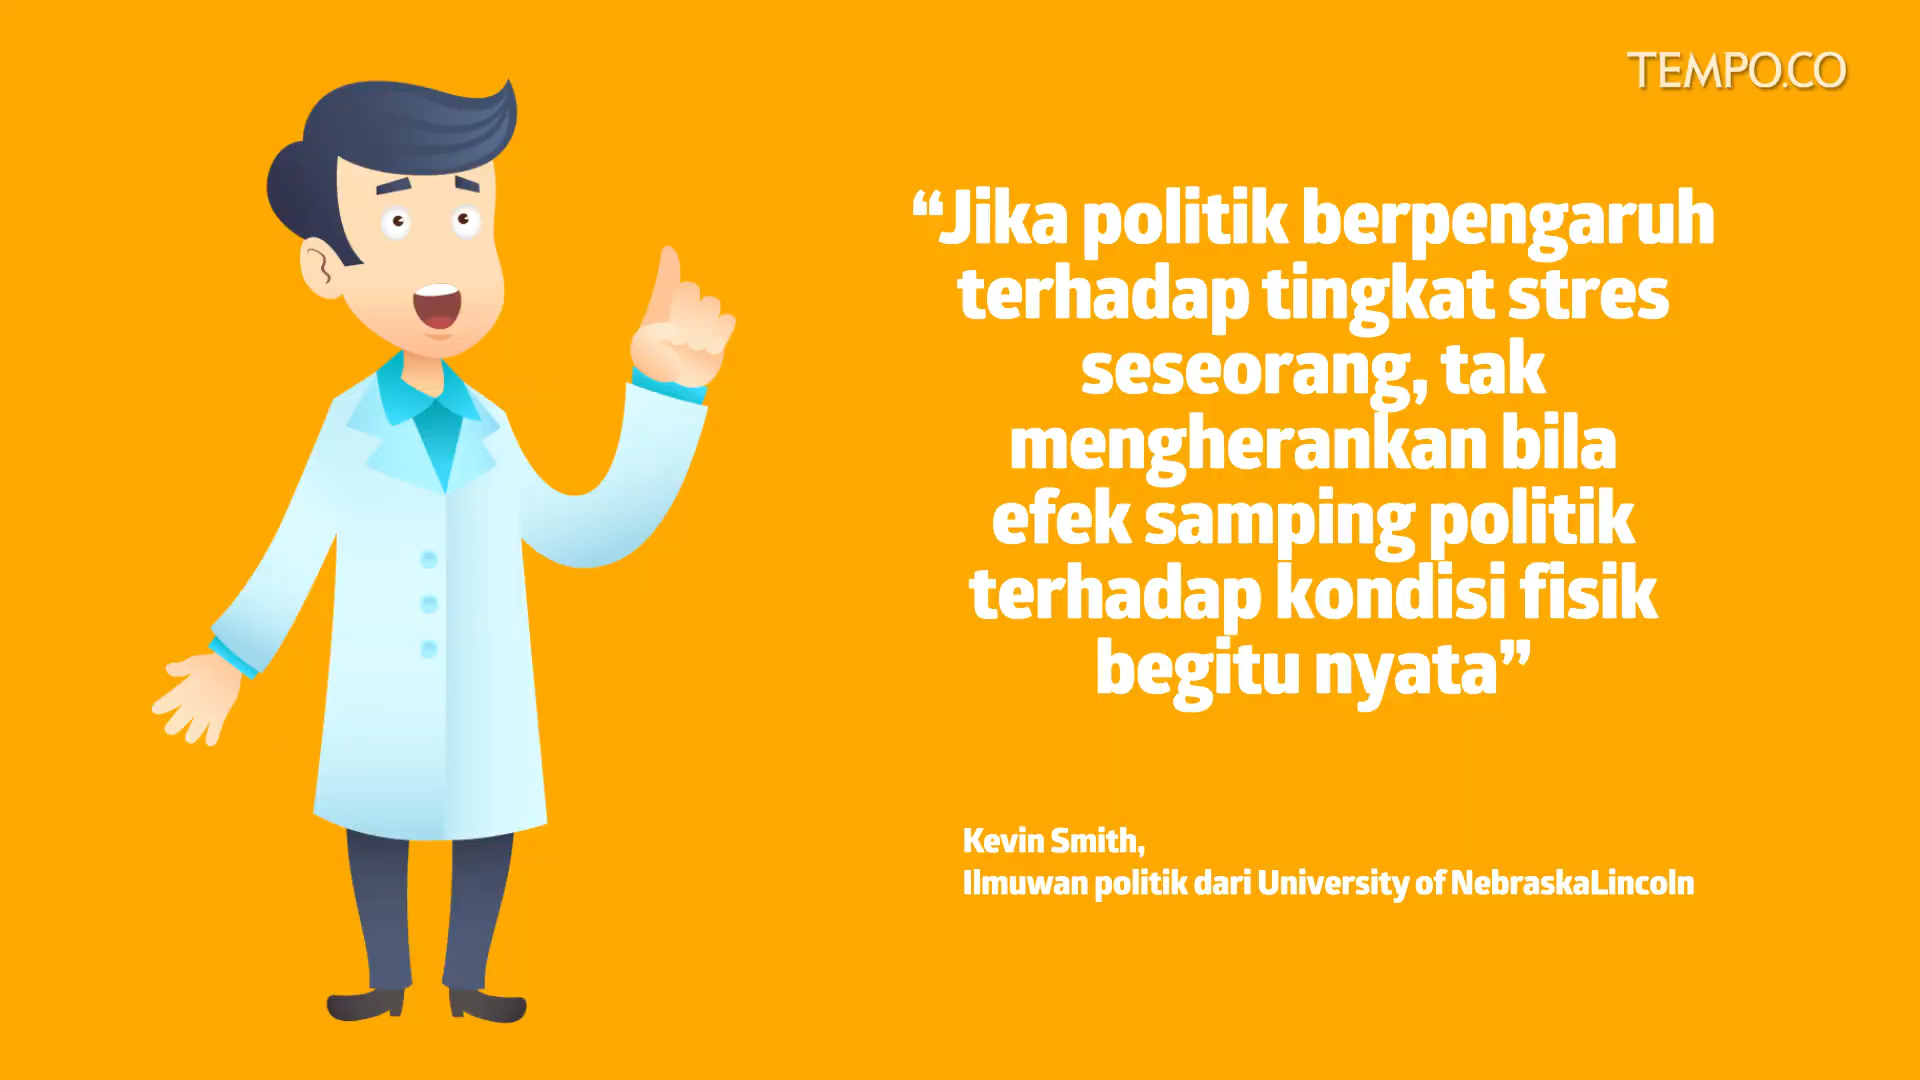 TEMPO.CO
“Jika politik berpengaruh
terhadap tingkat stres
seseorang, tak
mengherankan bila
efek samping politik
terhadap kondisi fisik
begitu nyata”
Kevin Smith,
Ilmuwan politik dari University of NebraskaLincoln